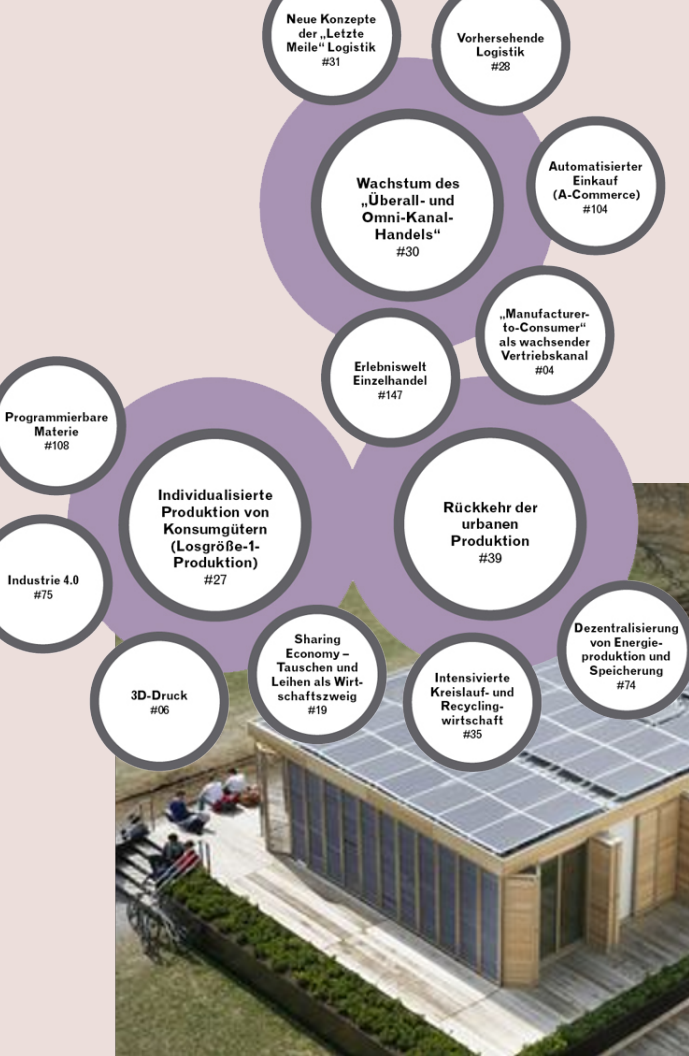 Neue Konzepte
der „Letzte
Meile“ Logistik
#31
Vorhersehende
Logistik
#28
Automatisierter
Einkauf
(A-Commerce)
#104
Wachstum des
„Überall- und
Omni-Kanal-
Handels“
#30
„Manufacturer-
to-Consumer“
als wachsender
Vertriebskanal
#04
Erlebniswelt
Einzelhandel
#147
Programmierbare
Materie
#108
Individualisierte
Produktion von
Konsumgütern
(Losgröße-1-
Produktion)
#27
Rückkehr der
urbanen
Produktion
#39
Industrie 4.0
#75
Sharing
Economy –
Tauschen und
Leihen als Wirt-
schaftszweig
#19
Dezentralisierung
von Energie-
produktion und
Speicherung
#74
3D-Druck
#06
Intensivierte
Kreislauf- und
Recycling-
wirtschaft
#35